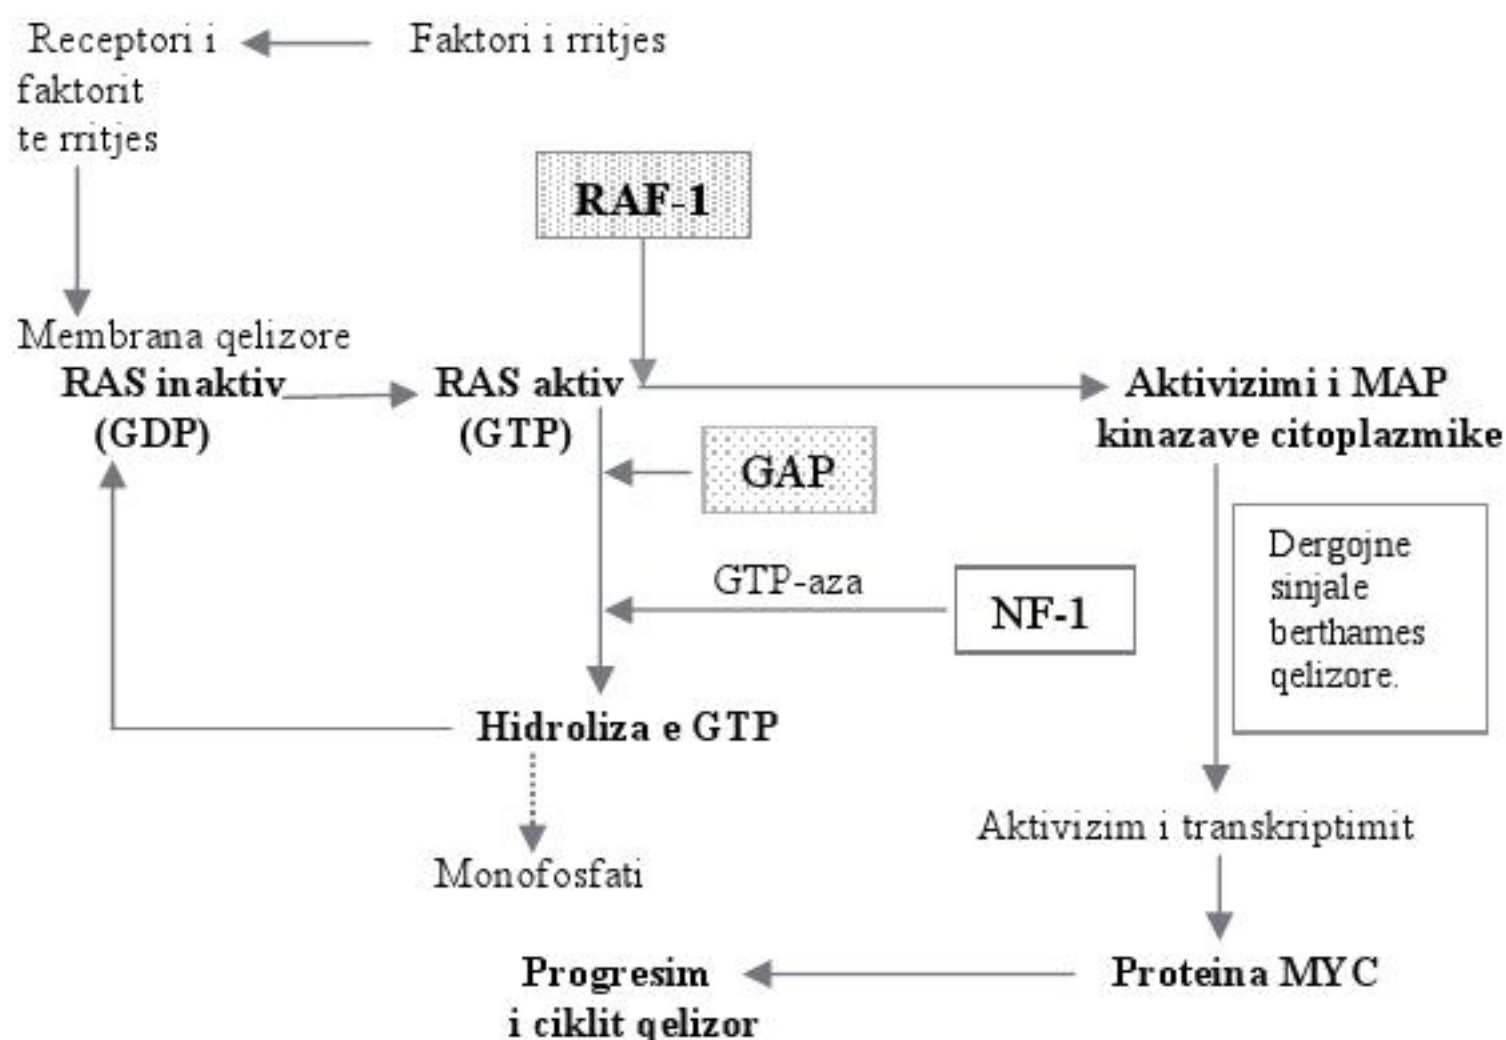 Receptori i
faktorit
te rritjes
Faktori i rritjes
RAF-1
Membrana qelizore
RAS inaktiv
(GDP)
RAS aktiv
(GTP)
Aktivizimi i MAP
kinazave citoplazmike
GAP
Dergojne
sinjale
berthames
qelizore.
GTP-aza
NF-1
Hidroliza e GTP
Monofosfati
Aktivizim i transkriptimit
Proteina MYC
Progresim
i ciklit qelizor